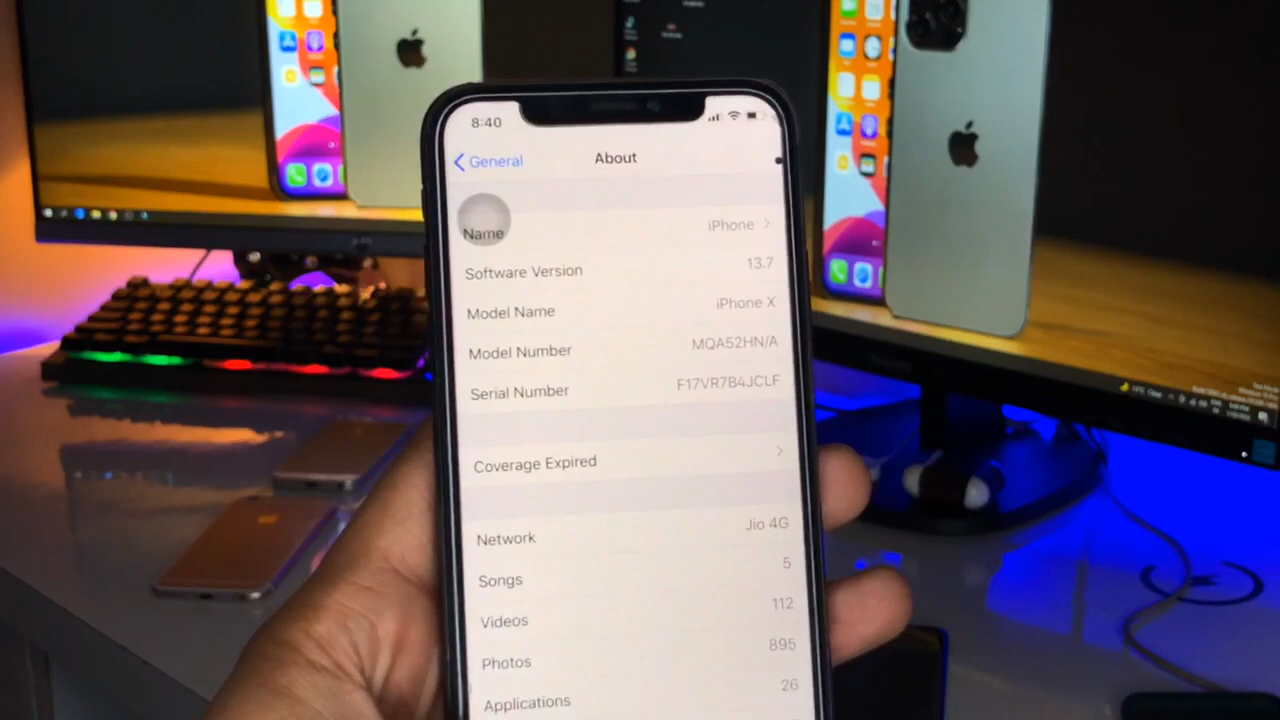 8:40
General
About
Name
iPhone
Software Version
13.7
Model Name
iPhone X
Model Number
MQA52HN/A
Serial Number
F17VR7B4JCLF
Coverage Expired
Network
Jio 4G
Songs
5
Videos
112
Photos
895
Applications
26